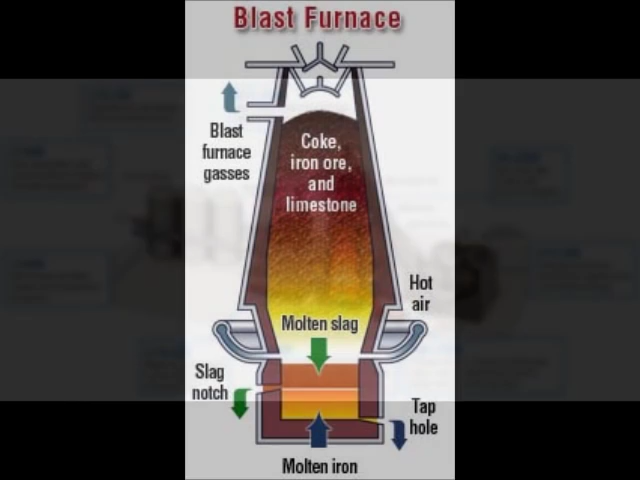 Blast Furnace
Blast
furnace
gasses
Coke,
iron ore,
and
limestone
Hot
air
Molten slag
Slag
notch
Tap
hole
Molten iron